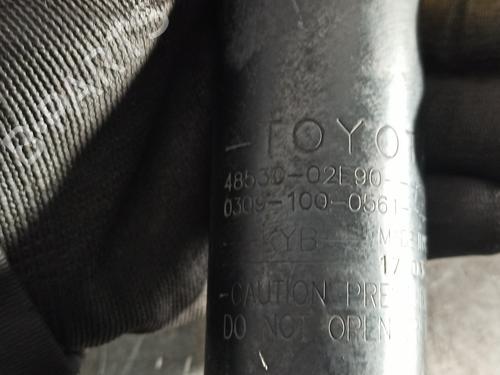 TOYOT
48530-02E90-
0309-100-0561-
KYB
17
-CAUTION PRE
DO NOT OPEN